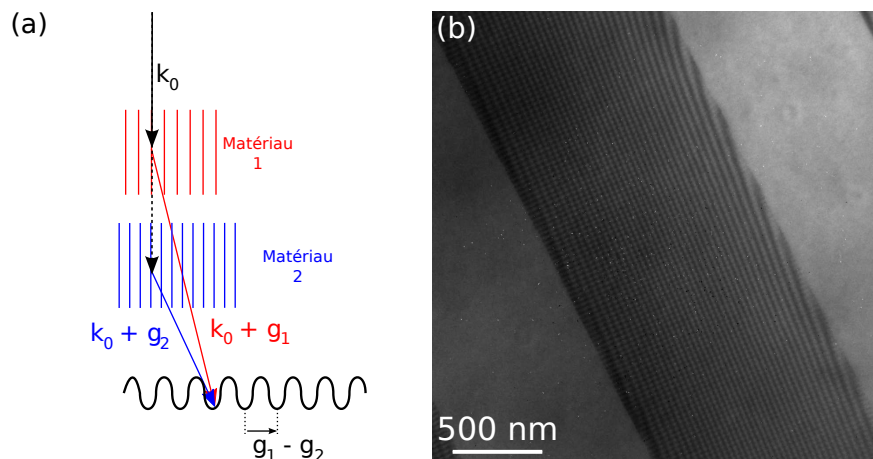 (a)
k0
Matériau
1
Matériau
2
k0 + g2
k0 + g1
g1 - g2
(b)
500 nm